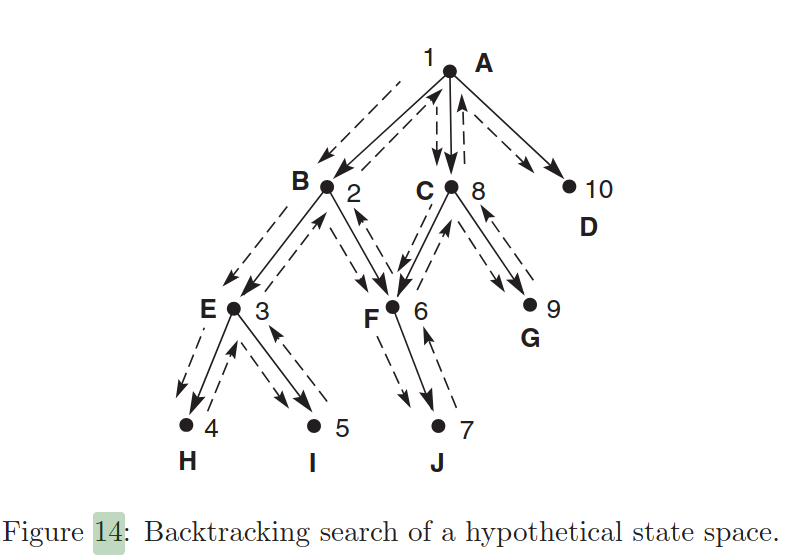 1 A
B 2
C 8
10
D
E 3
F 6
9
G
4
5
7
H
I
J
Figure 14: Backtracking search of a hypothetical state space.